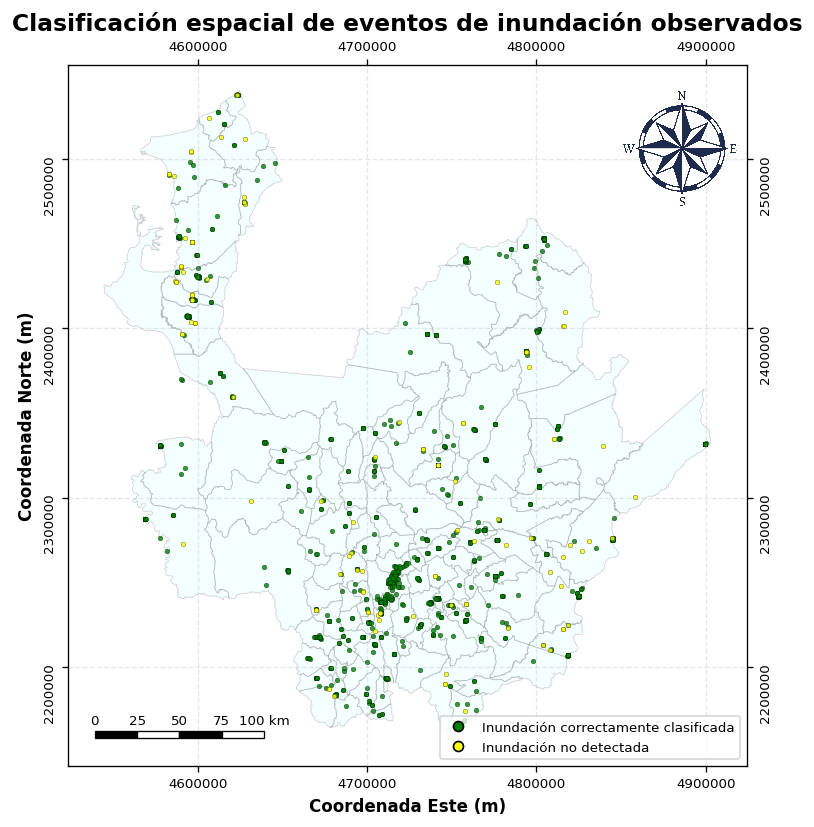 Clasificación espacial de eventos de inundación observados
4600000 4700000 4800000 4900000
N
W E
S
2500000 2500000
2400000 2400000
2300000 2300000
2200000 2200000
Coordenada Norte (m)
0 25 50 75 100 km
Inundación correctamente clasificada
Inundación no detectada
4600000 4700000 4800000 4900000
Coordenada Este (m)